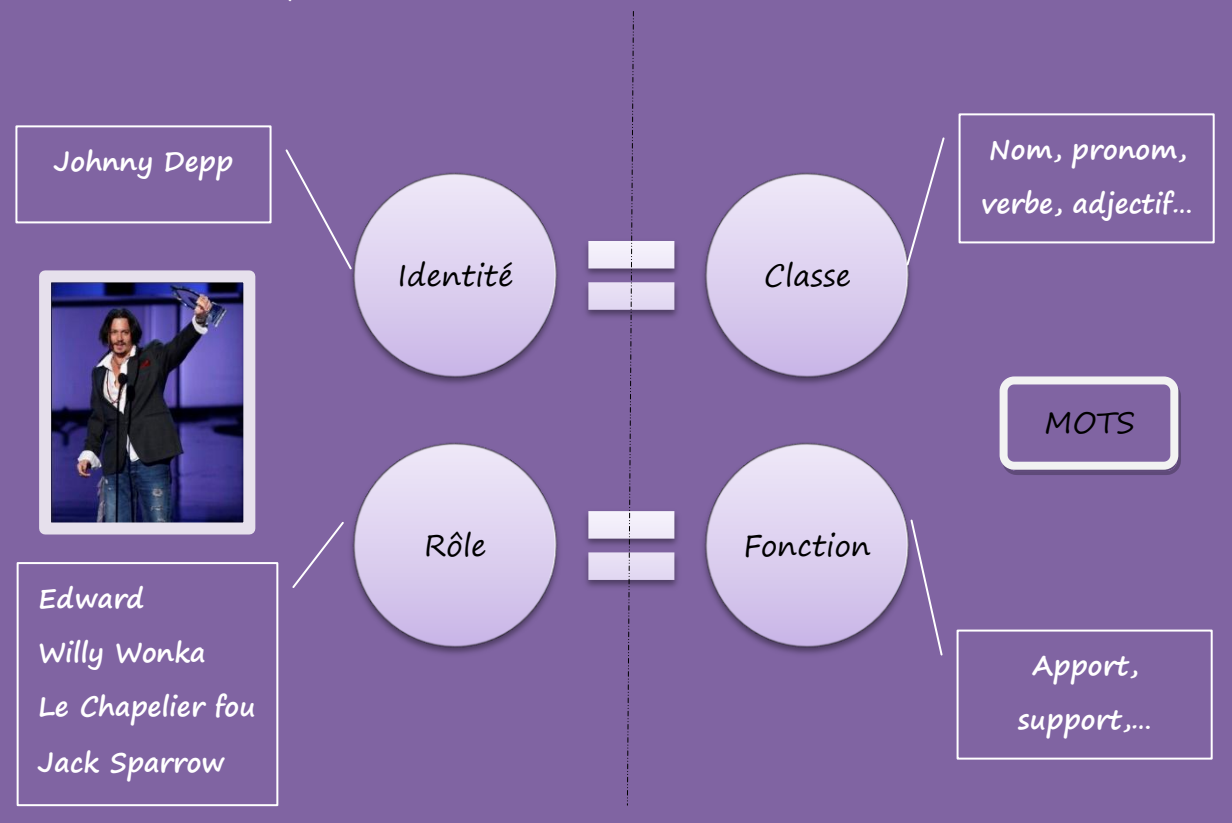 Johnny Depp
Identité
Classe
Nom, pronom,
verbe, adjectif...
MOTS
Rôle
Fonction
Edward
Willy Wonka
Le Chapelier fou
Jack Sparrow
Apport,
support,...